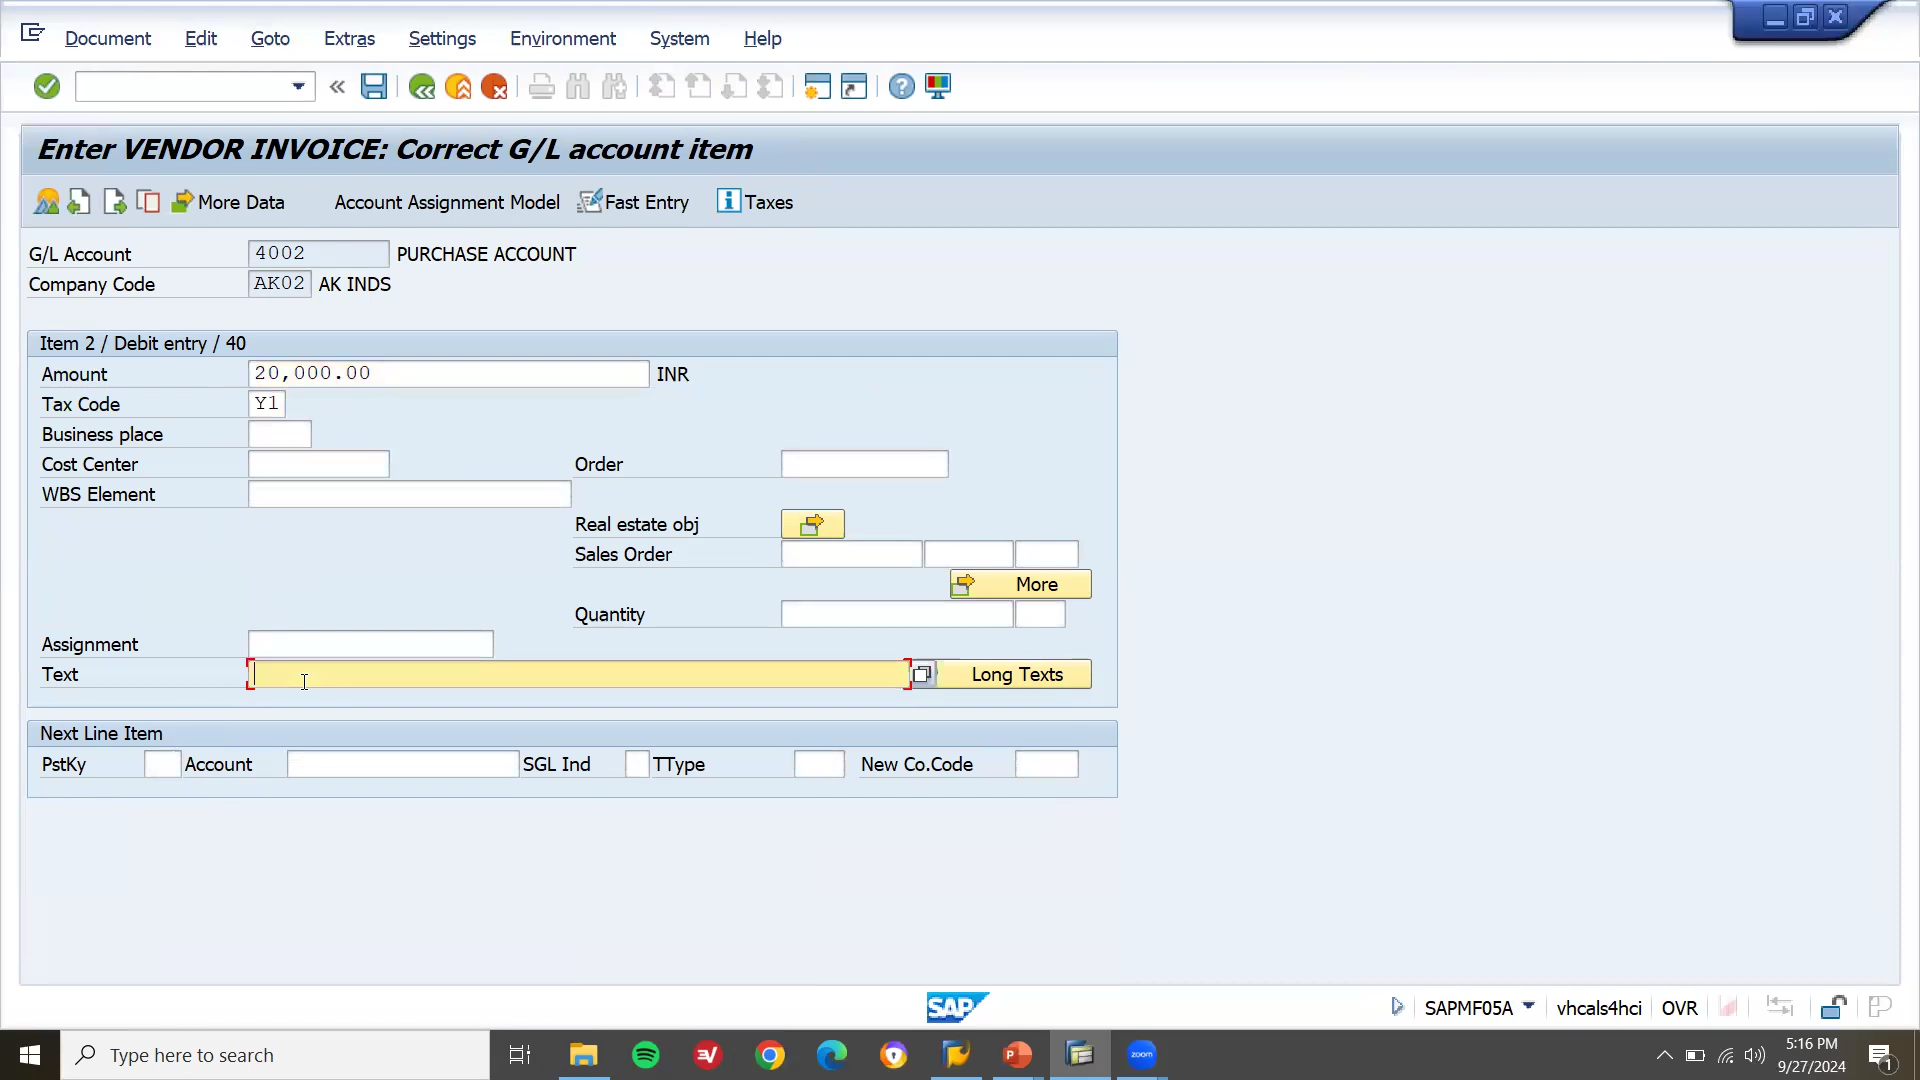 Document Edit Goto Extras Settings Environment System Help
Enter VENDOR INVOICE: Correct G/L account item
More Data Account Assignment Model Fast Entry Taxes
G/L Account 4002 PURCHASE ACCOUNT
Company Code AK02 AK INDS
Item 2 / Debit entry / 40
Amount 20,000.00 INR
Tax Code Y1
Business place
Cost Center Order
WBS Element
Real estate obj
Sales Order
More
Quantity
Assignment
Text Long Texts
Next Line Item
PstKy Account SGL Ind TType New Co.Code
SAP SAPMF05A vhcals4hci OVR
Type here to search
zoom
5:16 PM
9/27/2024
1